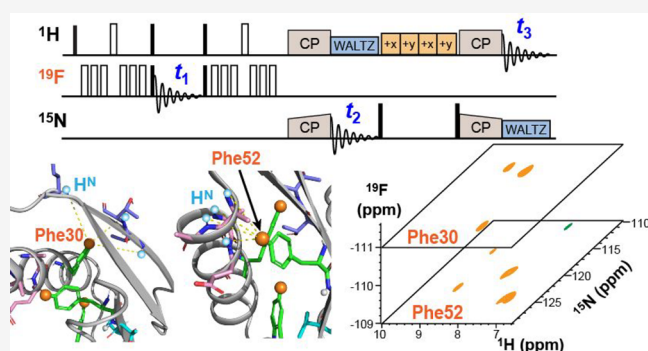 ¹H
CP
WALTZ
+x
+y
+x
+y
CP
t₃
¹⁹F
t₁
¹⁵N
CP
t₂
CP
WALTZ
Phe52
Hᴺ
Hᴺ
Phe30
¹⁹F
(ppm)
Phe30
-111
Phe52
-109
110
115
120
125
¹⁵N (ppm)
10
9
8
7
¹H (ppm)